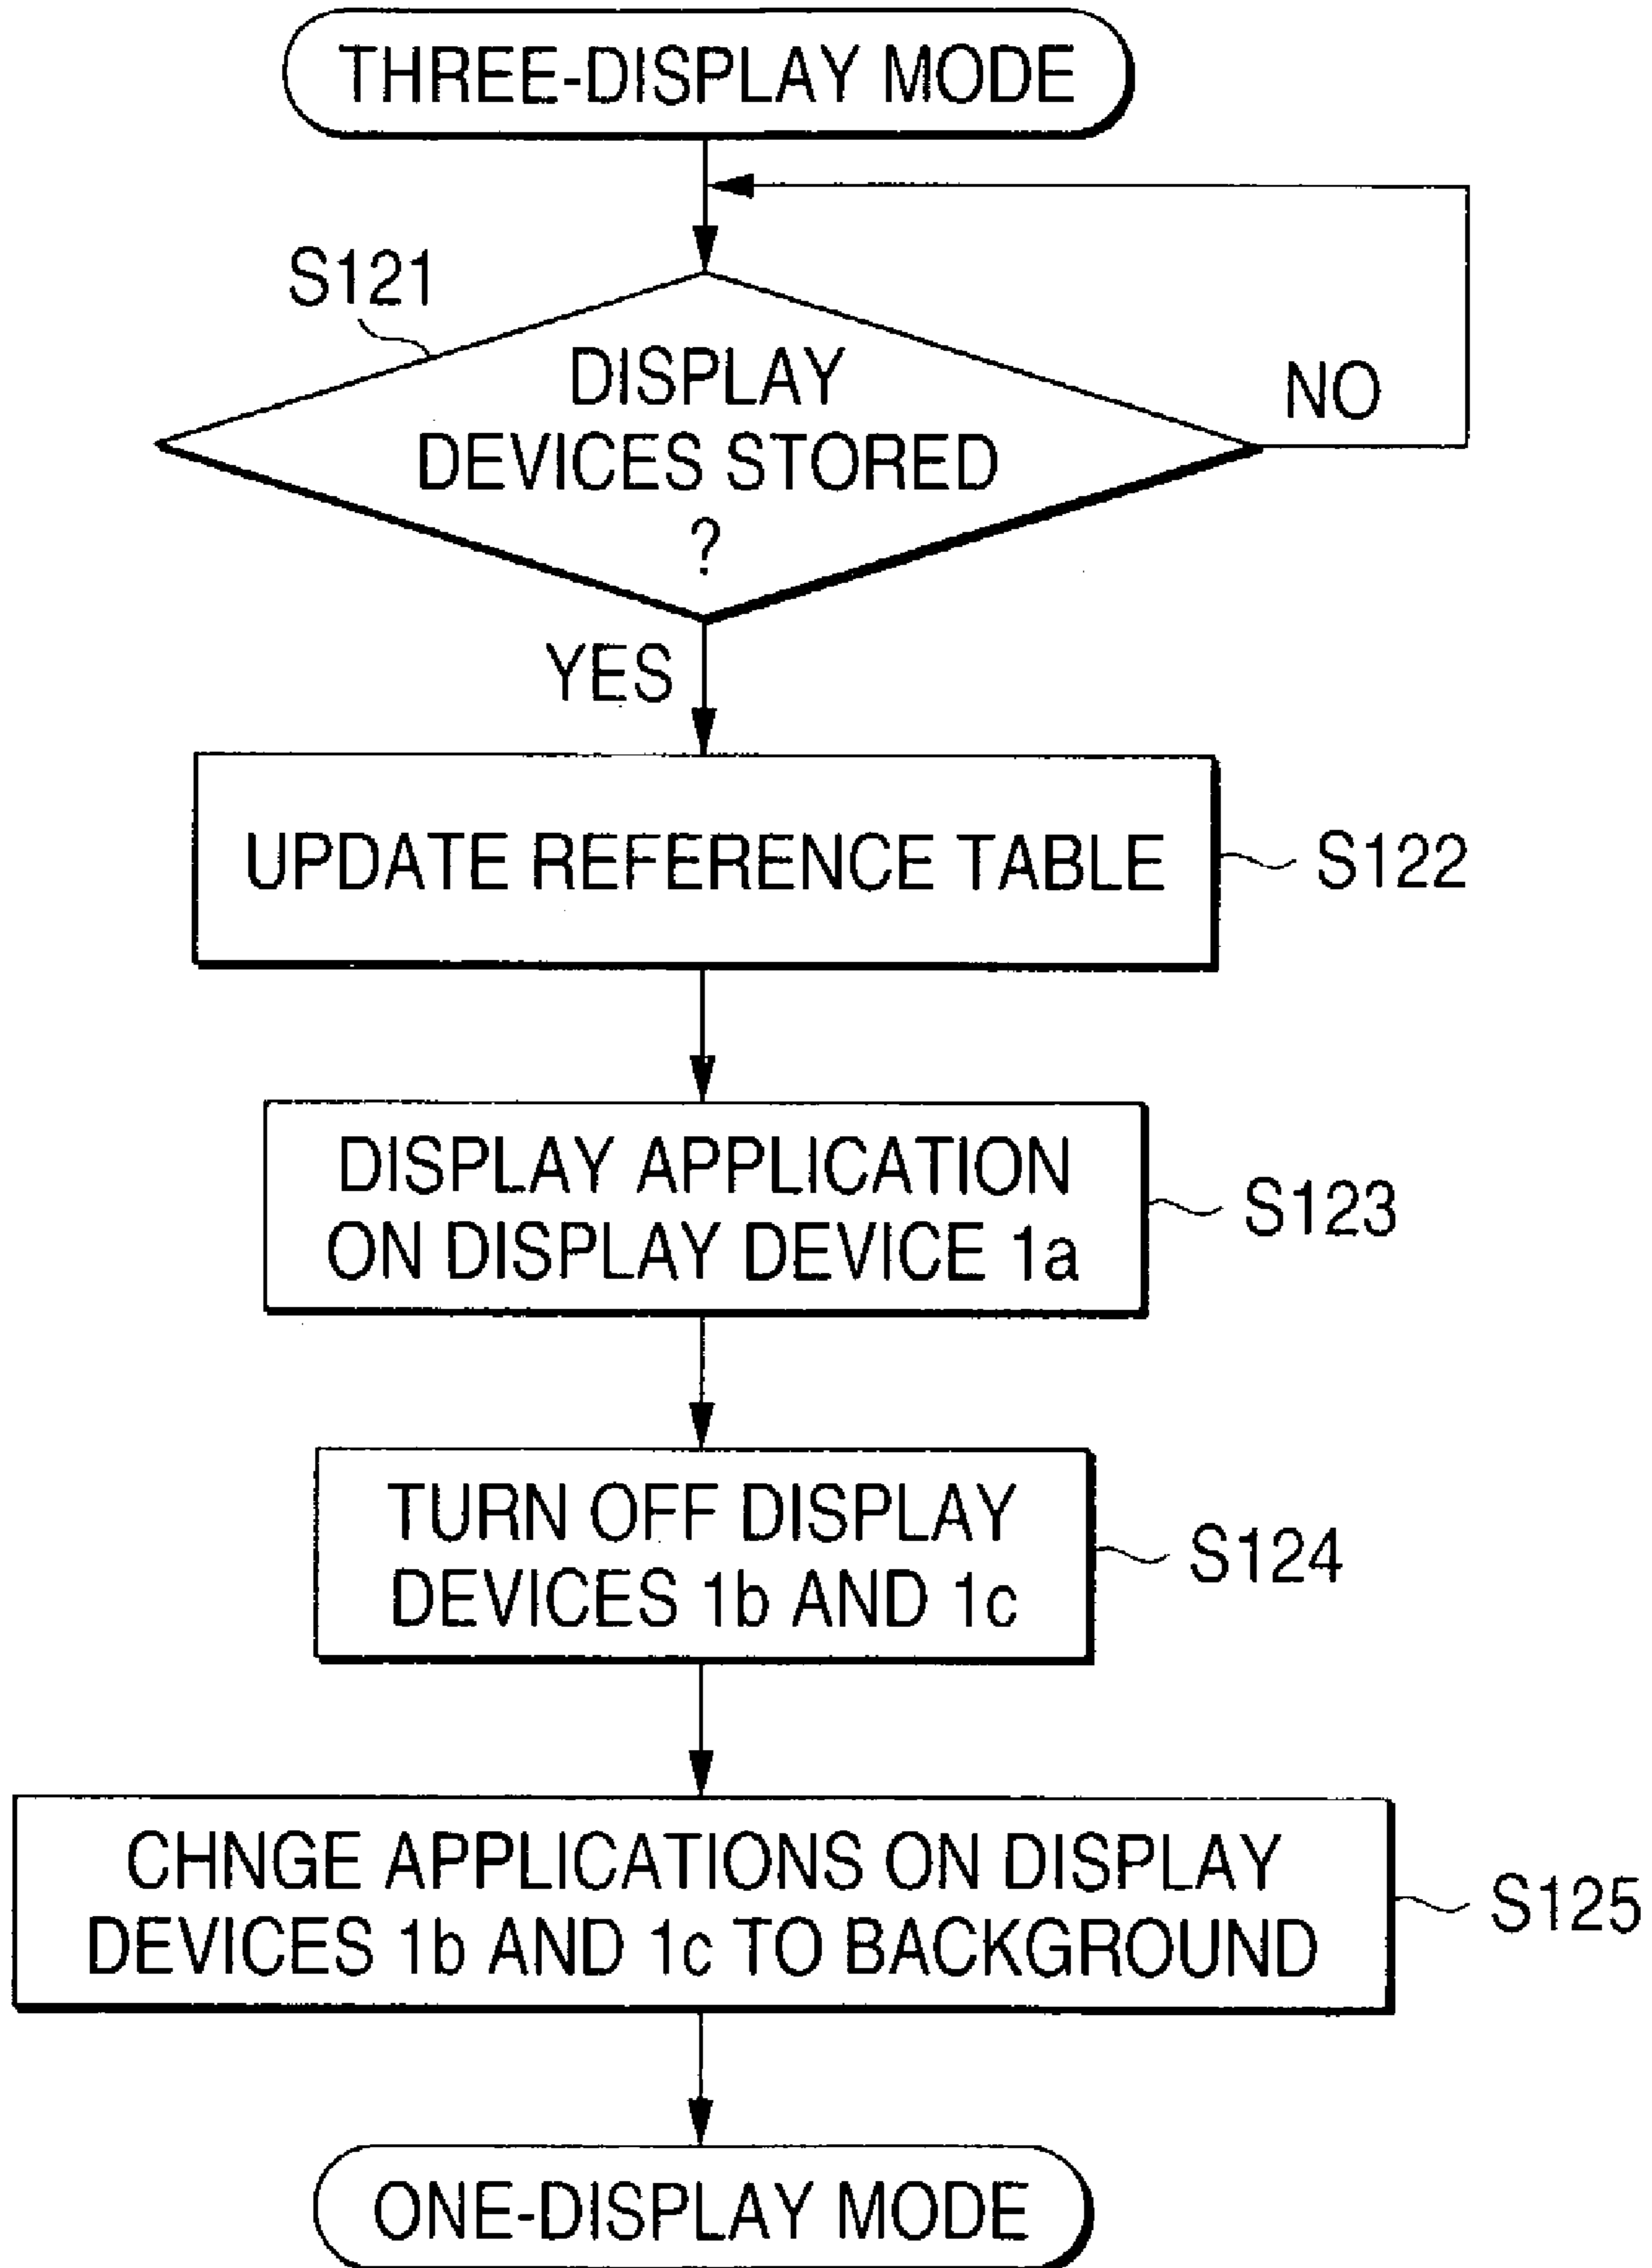 THREE-DISPLAY MODE
S121
DISPLAY
DEVICES STORED
?
NO
YES
UPDATE REFERENCE TABLE
S122
DISPLAY APPLICATION
ON DISPLAY DEVICE 1a
S123
TURN OFF DISPLAY
DEVICES 1b AND 1c
S124
CHNGE APPLICATIONS ON DISPLAY
DEVICES 1b AND 1c TO BACKGROUND
S125
ONE-DISPLAY MODE